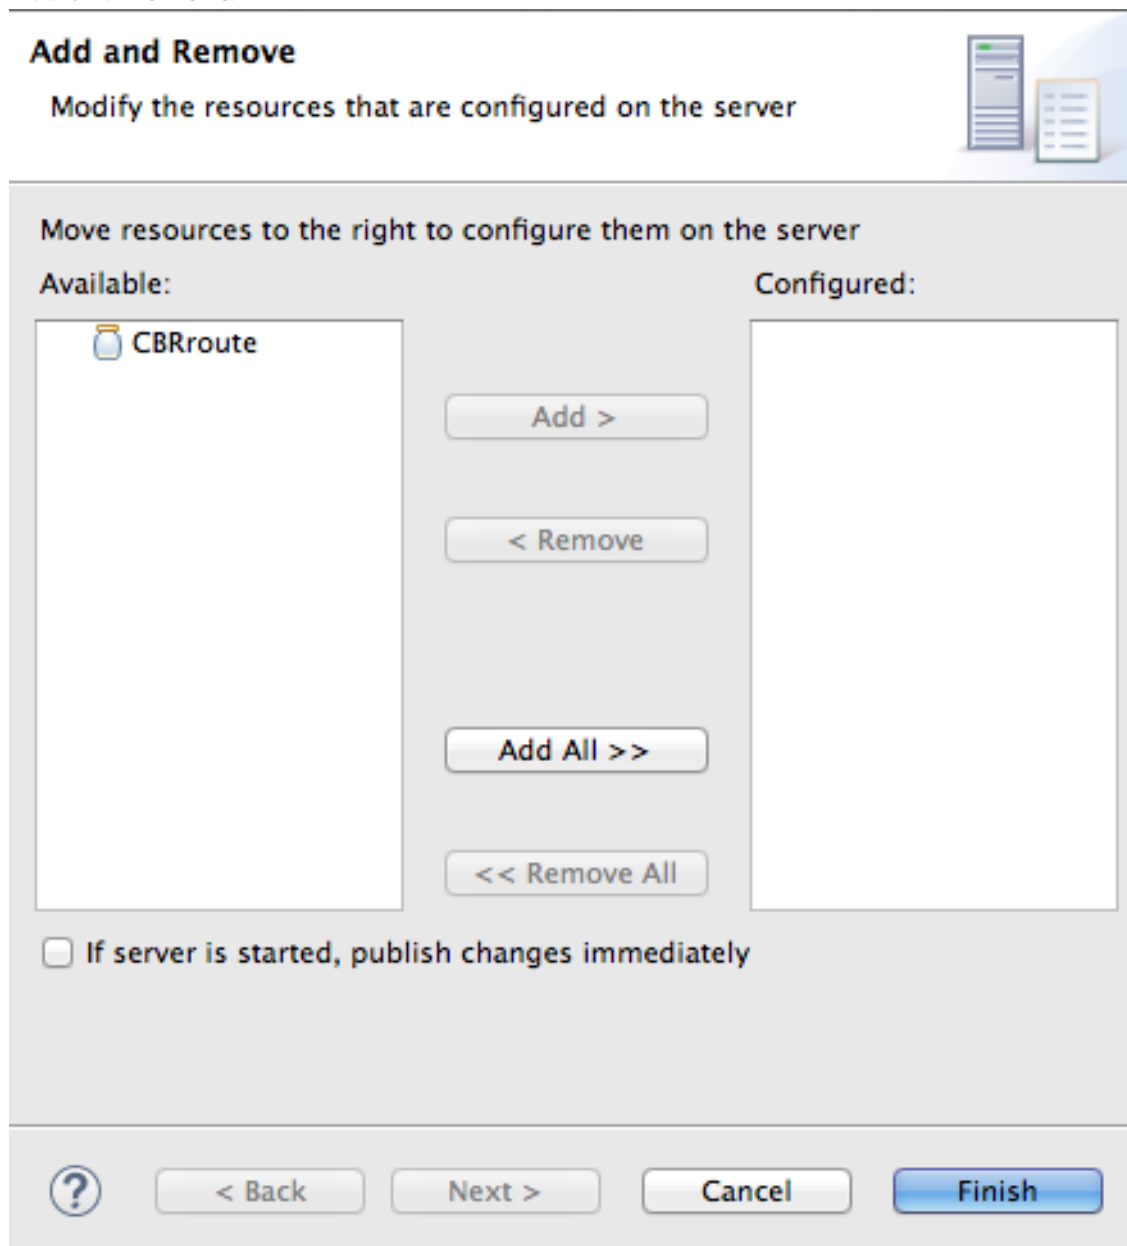 Add and Remove
Modify the resources that are configured on the server
Move resources to the right to configure them on the server
Available:
Configured:
CBRroute
Add >
< Remove
Add All >>
<< Remove All
If server is started, publish changes immediately
?
< Back
Next >
Cancel
Finish